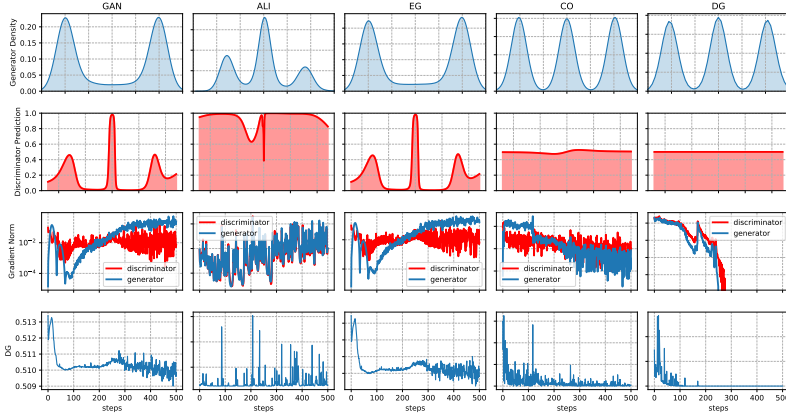 GAN ALI EG CO DG
Generator Density
0.20
0.15
0.10
0.05
0.00
Discriminator Prediction
1.0
0.8
0.6
0.4
0.2
0.0
Gradient Norm
10⁻²
10⁻⁴
discriminator
generator
discriminator
generator
discriminator
generator
discriminator
generator
discriminator
generator
DG
0.513
0.512
0.511
0.510
0.509
0 100 200 300 400 500 0 100 200 300 400 500 0 100 200 300 400 500 0 100 200 300 400 500 0 100 200 300 400 500
steps steps steps steps steps